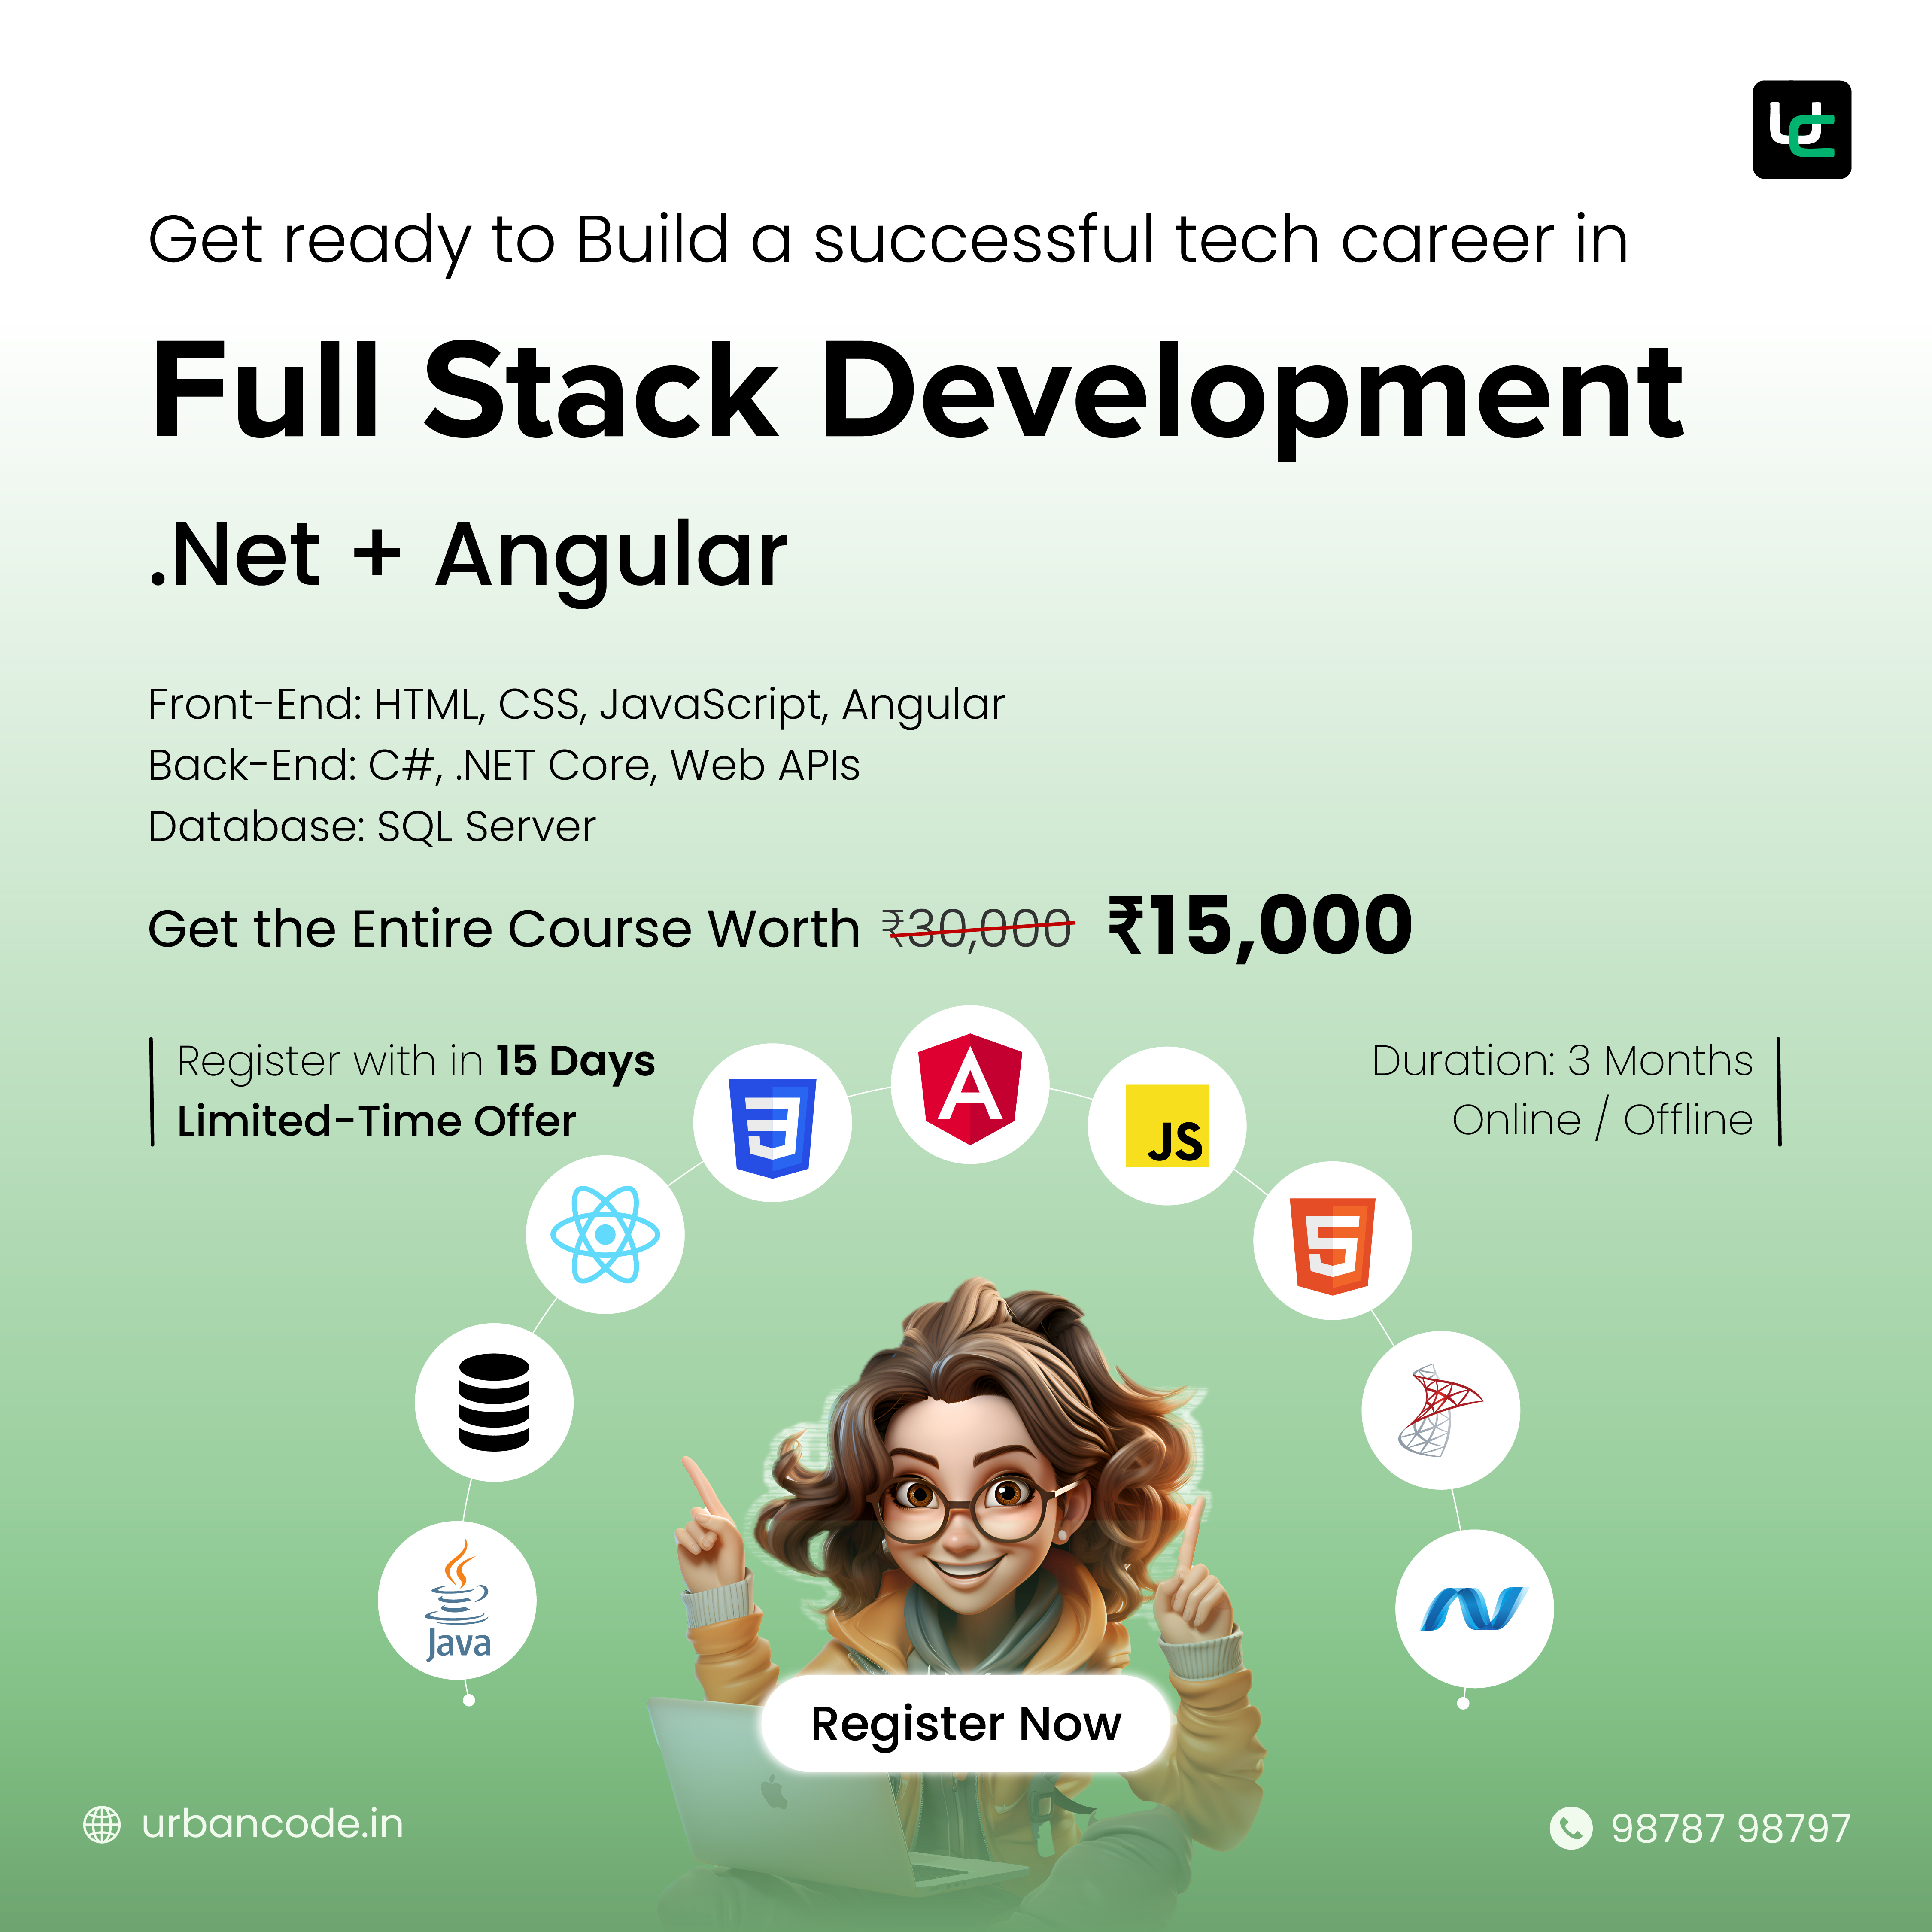 UC
Get ready to Build a successful tech career in
Full Stack Development
.Net + Angular
Front-End: HTML, CSS, JavaScript, Angular
Back-End: C#, .NET Core, Web APIs
Database: SQL Server
Get the Entire Course Worth ₹30,000 ₹15,000
Register with in 15 Days
Limited-Time Offer
Duration: 3 Months
Online / Offline
JS
Java
Register Now
urbancode.in
98787 98797